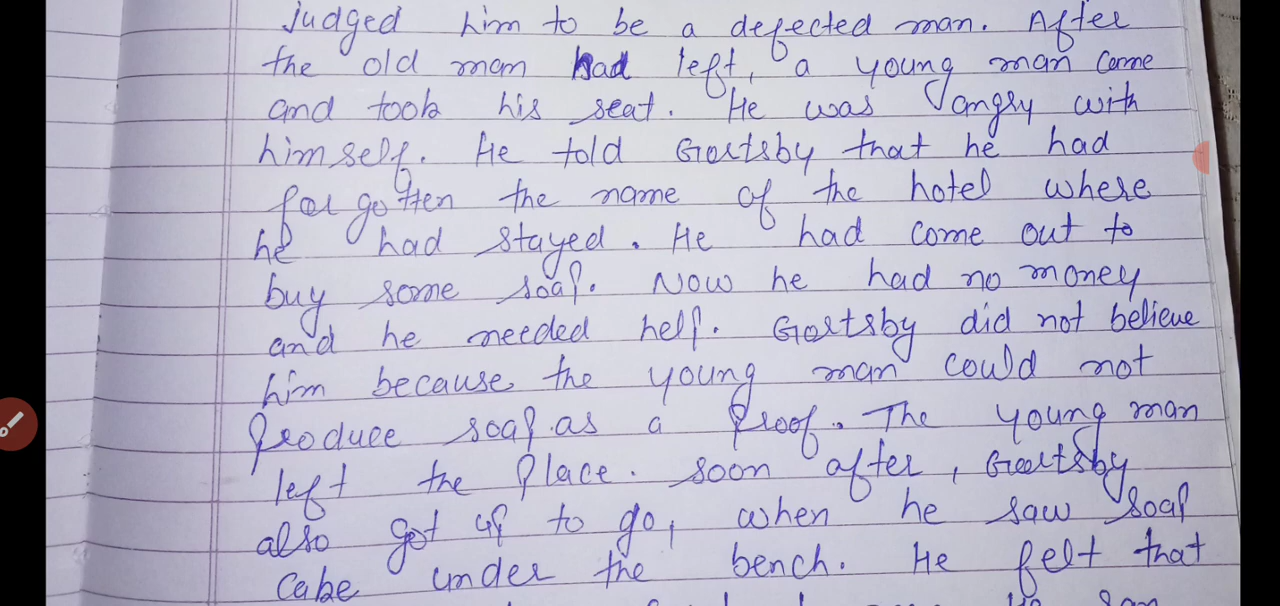 judged him to be a defected man. After
the old man had left, a young man came
and took his seat. He was angry with
himself. He told Gortsby that he had
forgotten the name of the hotel where
he had stayed. He had come out to
buy some soap. Now he had no money
and he needed help. Gortsby did not believe
him because the young man could not
produce soap as a proof. The young man
left the place. soon after, Gortsby
also got up to go, when he saw soap
cake under the bench. He felt that